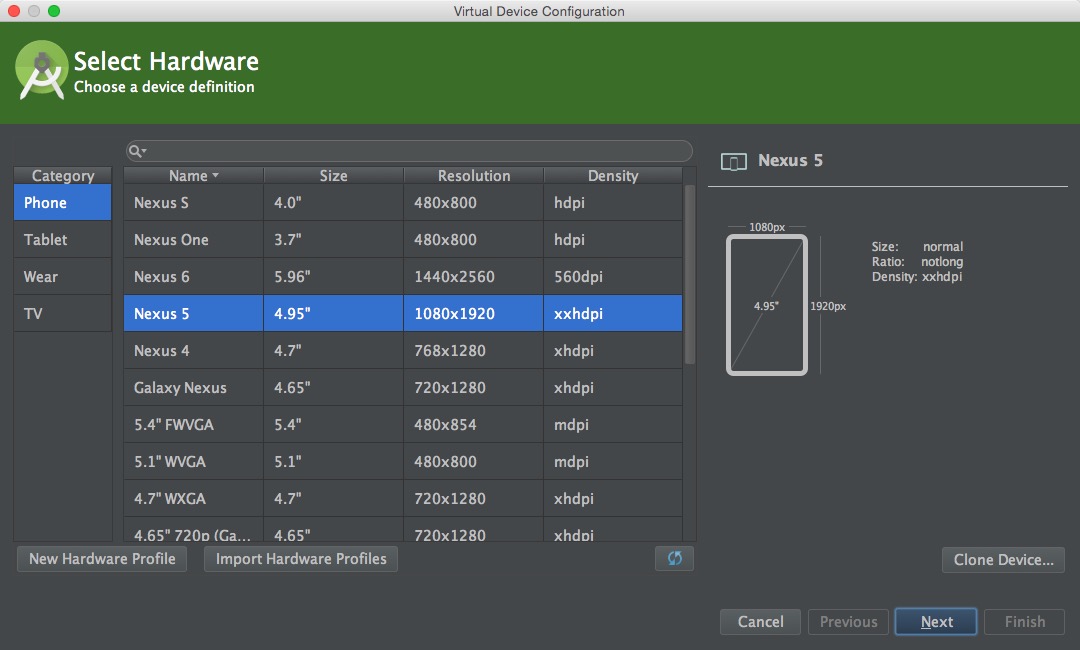 Virtual Device Configuration
Select Hardware
Choose a device definition
Category
Phone
Tablet
Wear
TV
Name Size Resolution Density
Nexus S 4.0" 480x800 hdpi
Nexus One 3.7" 480x800 hdpi
Nexus 6 5.96" 1440x2560 560dpi
Nexus 5 4.95" 1080x1920 xxhdpi
Nexus 4 4.7" 768x1280 xhdpi
Galaxy Nexus 4.65" 720x1280 xhdpi
5.4" FWVGA 5.4" 480x854 mdpi
5.1" WVGA 5.1" 480x800 mdpi
4.7" WXGA 4.7" 720x1280 xhdpi
4.65" 720p (Ga... 4.65" 720x1280 xhdpi
Nexus 5
1080px
4.95"
1920px
Size: normal
Ratio: notlong
Density: xxhdpi
New Hardware Profile
Import Hardware Profiles
Clone Device...
Cancel
Previous
Next
Finish